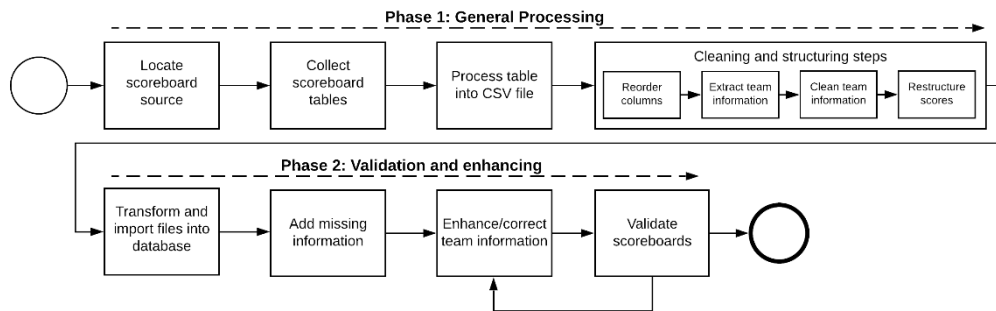 Phase 1: General Processing
Locate
scoreboard
source
Collect
scoreboard
tables
Process table
into CSV file
Cleaning and structuring steps
Reorder
columns
Extract team
information
Clean team
information
Restructure
scores
Phase 2: Validation and enhancing
Transform and
import files into
database
Add missing
information
Enhance/correct
team information
Validate
scoreboards